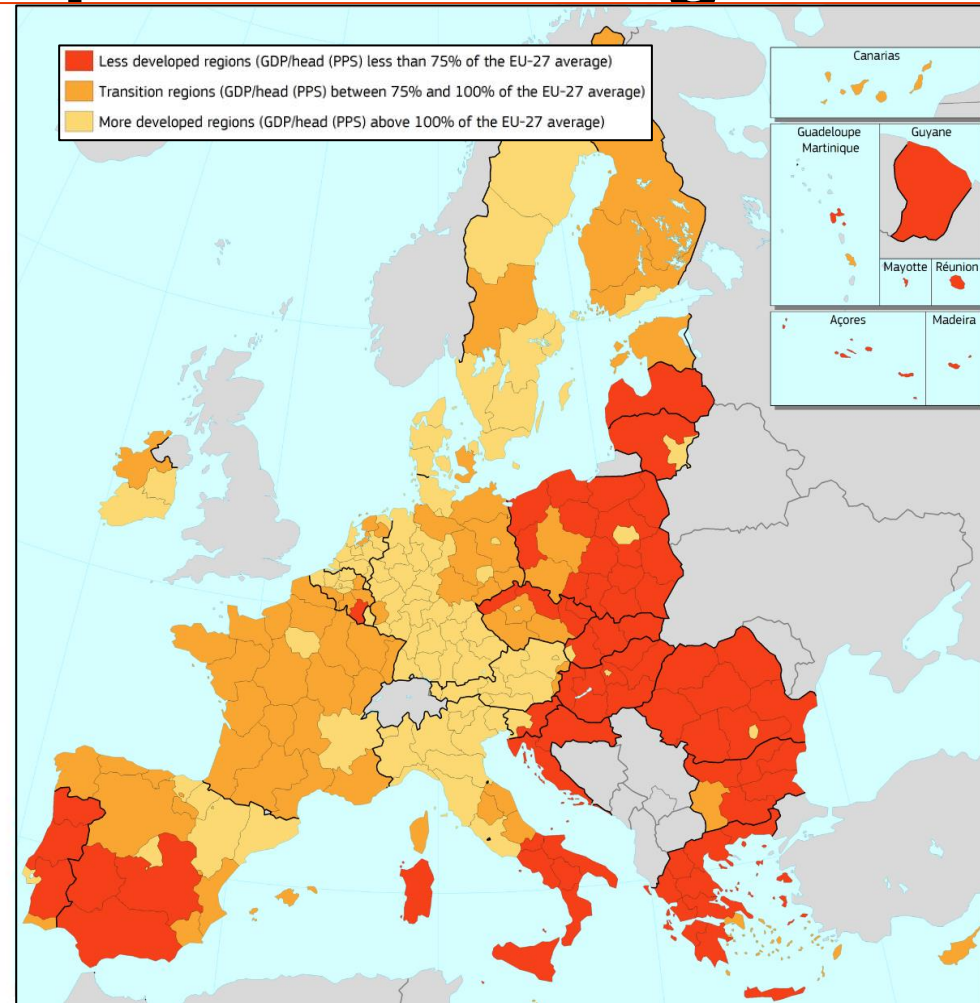 Less developed regions (GDP/head (PPS) less than 75% of the EU-27 average)
Transition regions (GDP/head (PPS) between 75% and 100% of the EU-27 average)
More developed regions (GDP/head (PPS) above 100% of the EU-27 average)
Canarias
Guadeloupe
Martinique
Guyane
Mayotte
Réunion
Açores
Madeira